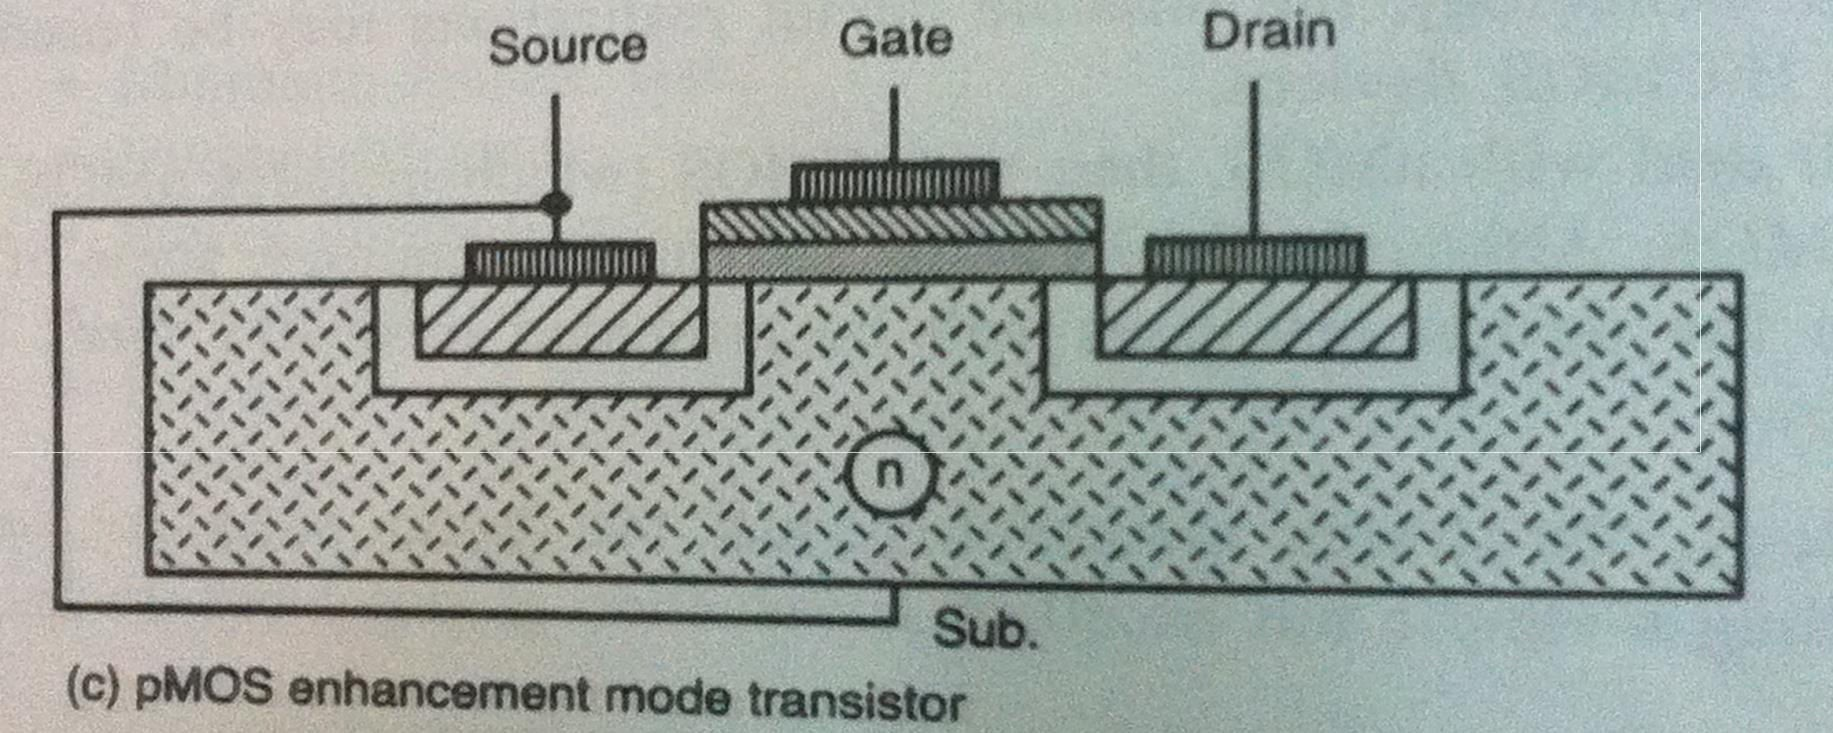 Source
Gate
Drain
n
Sub.
(c) pMOS enhancement mode transistor